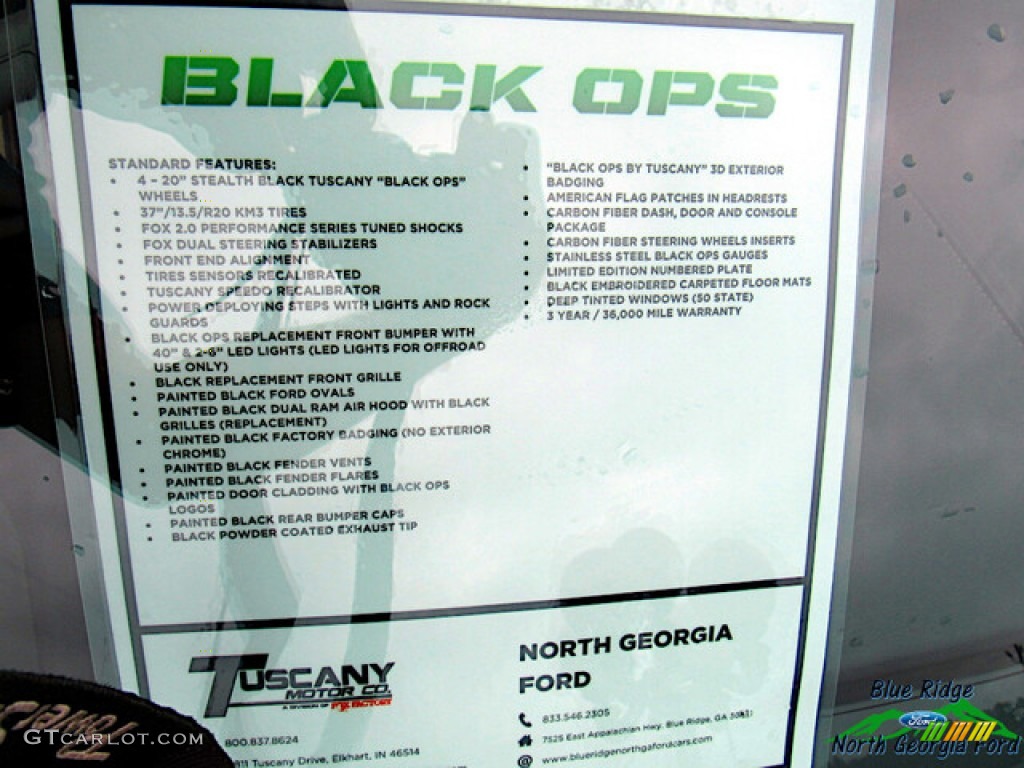 BLACK OPS
STANDARD FEATURES:
• 4 – 20" STEALTH BLACK TUSCANY "BLACK OPS"
WHEELS
• 37"/13.5/R20 KM3 TIRES
• FOX 2.0 PERFORMANCE SERIES TUNED SHOCKS
• FOX DUAL STEERING STABILIZERS
• FRONT END ALIGNMENT
• TIRES SENSORS RECALIBRATED
• TUSCANY SPEEDO RECALIBRATOR
• POWER DEPLOYING STEPS WITH LIGHTS AND ROCK
GUARDS
• BLACK OPS REPLACEMENT FRONT BUMPER WITH
40" & 2-6" LED LIGHTS (LED LIGHTS FOR OFFROAD
USE ONLY)
• BLACK REPLACEMENT FRONT GRILLE
• PAINTED BLACK FORD OVALS
• PAINTED BLACK DUAL RAM AIR HOOD WITH BLACK
GRILLES (REPLACEMENT)
• PAINTED BLACK FACTORY BADGING (NO EXTERIOR
CHROME)
• PAINTED BLACK FENDER VENTS
• PAINTED BLACK FENDER FLARES
• PAINTED DOOR CLADDING WITH BLACK OPS
LOGOS
• PAINTED BLACK REAR BUMPER CAPS
• BLACK POWDER COATED EXHAUST TIP
• "BLACK OPS BY TUSCANY" 3D EXTERIOR
BADGING
• AMERICAN FLAG PATCHES IN HEADRESTS
• CARBON FIBER DASH, DOOR AND CONSOLE
PACKAGE
• CARBON FIBER STEERING WHEELS INSERTS
• STAINLESS STEEL BLACK OPS GAUGES
• LIMITED EDITION NUMBERED PLATE
• BLACK EMBROIDERED CARPETED FLOOR MATS
• DEEP TINTED WINDOWS (50 STATE)
• 3 YEAR / 36,000 MILE WARRANTY
TUSCANY
MOTOR CO.
A DIVISION OF FOX FACTORY
800.837.8624
Tuscany Drive, Elkhart, IN 46514
NORTH GEORGIA
FORD
833.546.2305
7525 East Appalachian Hwy. Blue Ridge, GA
www.blueridgenorthgafordcars.com
GTCARLOT.COM
Blue Ridge
Ford
North Georgia Ford